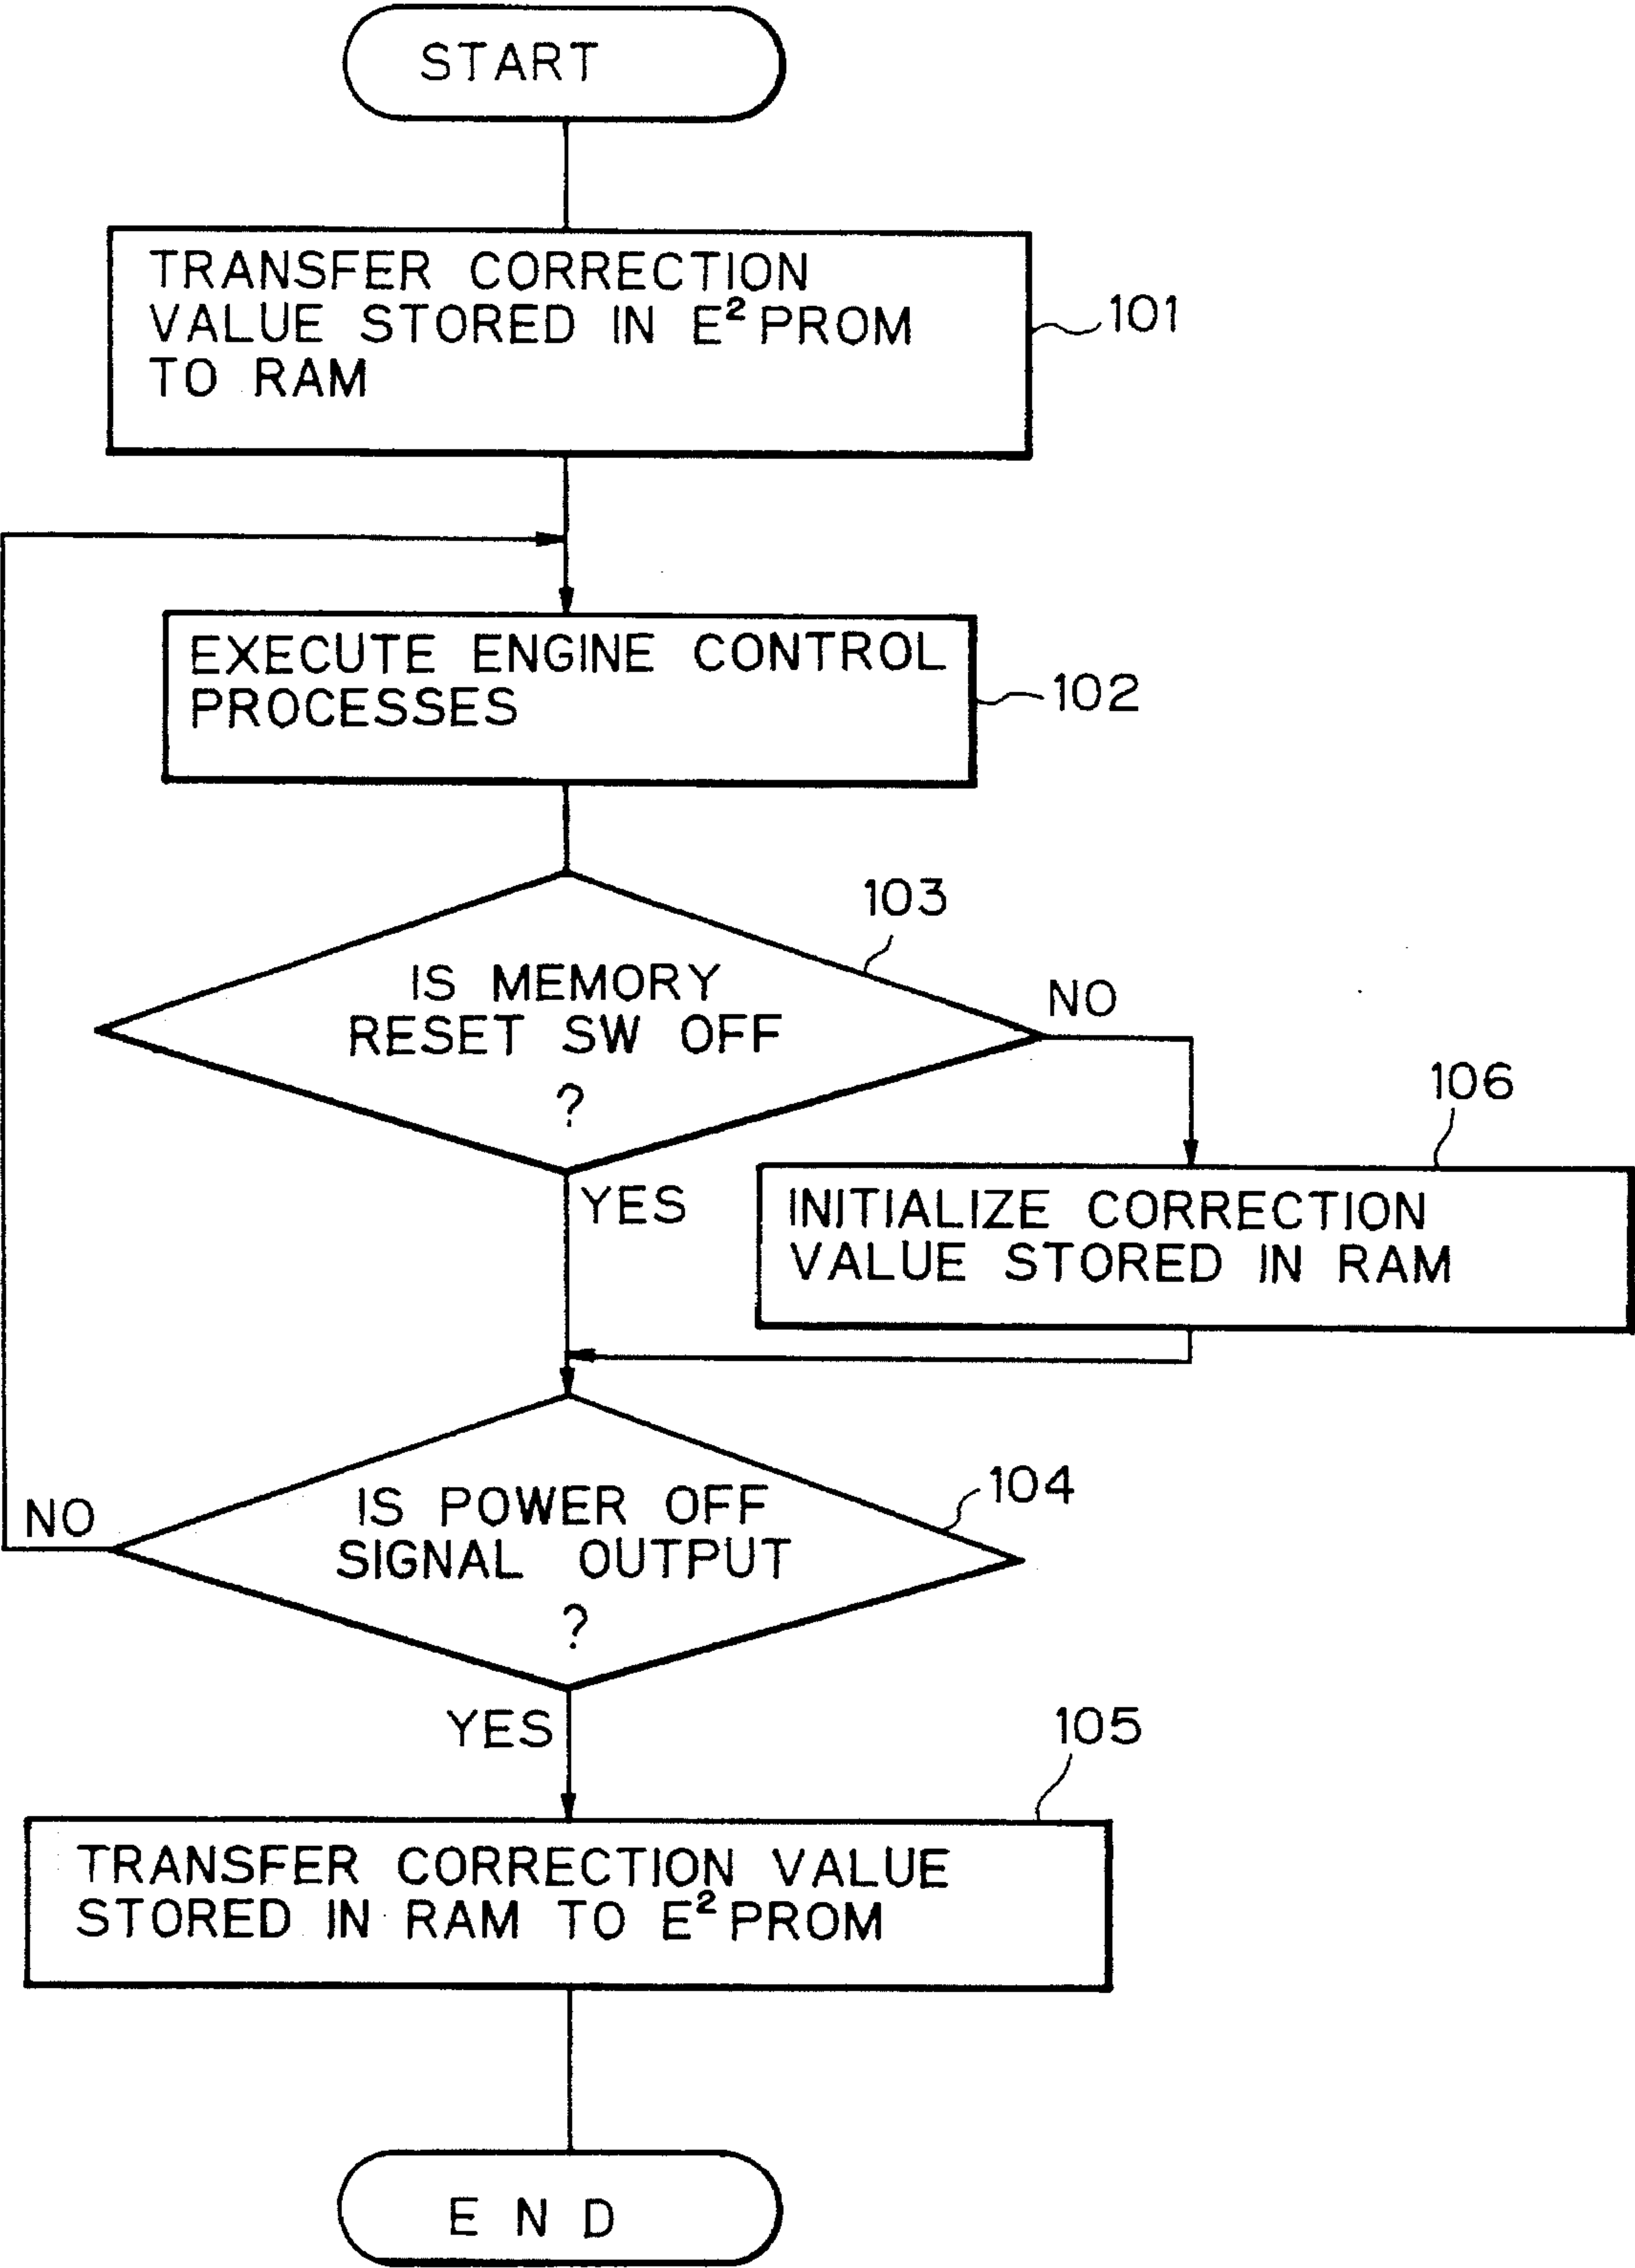 START
TRANSFER CORRECTION
VALUE STORED IN E²PROM
TO RAM
101
EXECUTE ENGINE CONTROL
PROCESSES
102
103
IS MEMORY
RESET SW OFF
?
NO
YES
106
INITIALIZE CORRECTION
VALUE STORED IN RAM
104
IS POWER OFF
SIGNAL OUTPUT
?
NO
YES
105
TRANSFER CORRECTION VALUE
STORED IN RAM TO E²PROM
END